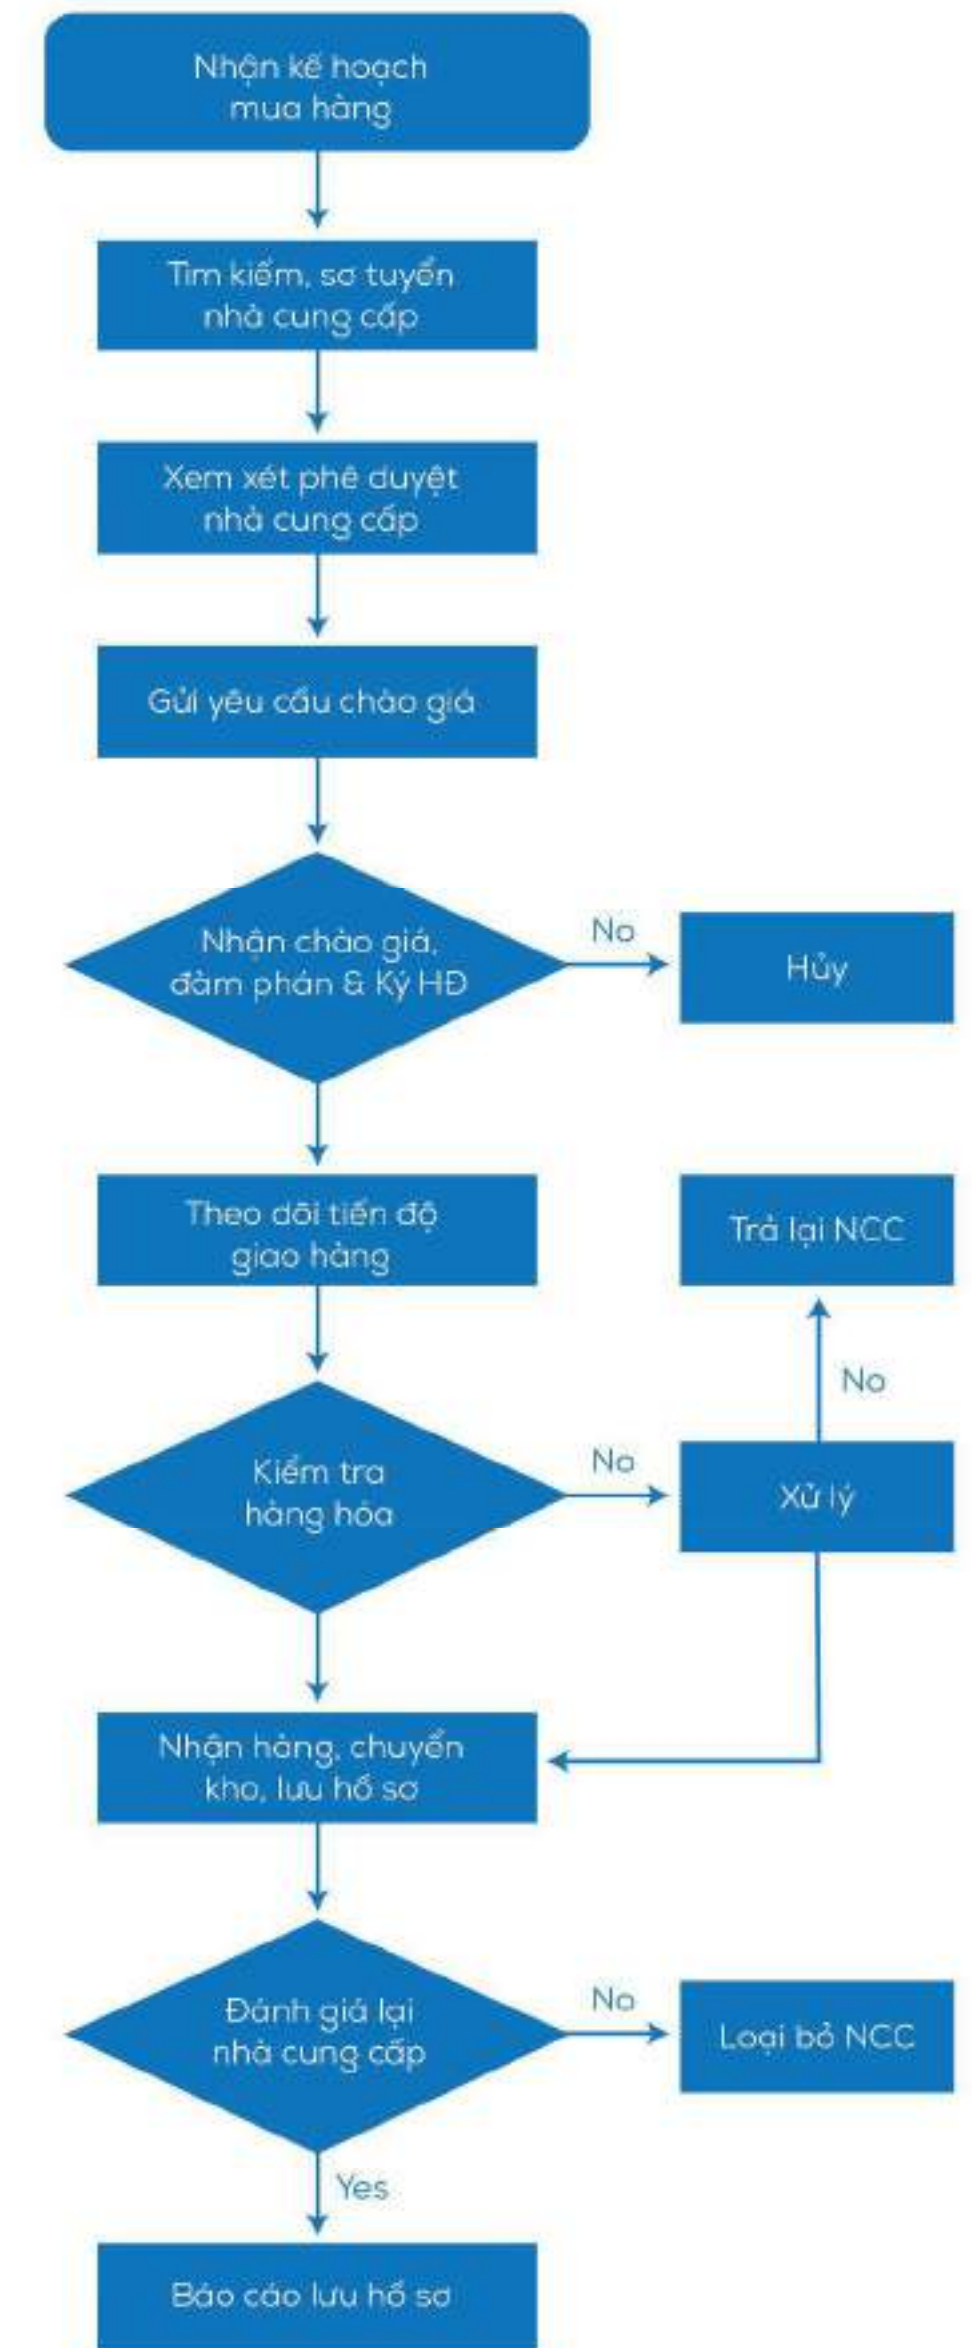 Nhận kế hoạch
mua hàng
Tìm kiếm, sơ tuyển
nhà cung cấp
Xem xét phê duyệt
nhà cung cấp
Gửi yêu cầu chào giá
Nhận chào giá,
đàm phán & Ký HĐ
No
Hủy
Theo dõi tiến độ
giao hàng
Trả lại NCC
No
Kiểm tra
hàng hóa
No
Xử lý
Nhận hàng, chuyển
kho, lưu hồ sơ
Đánh giá lại
nhà cung cấp
No
Loại bỏ NCC
Yes
Báo cáo lưu hồ sơ